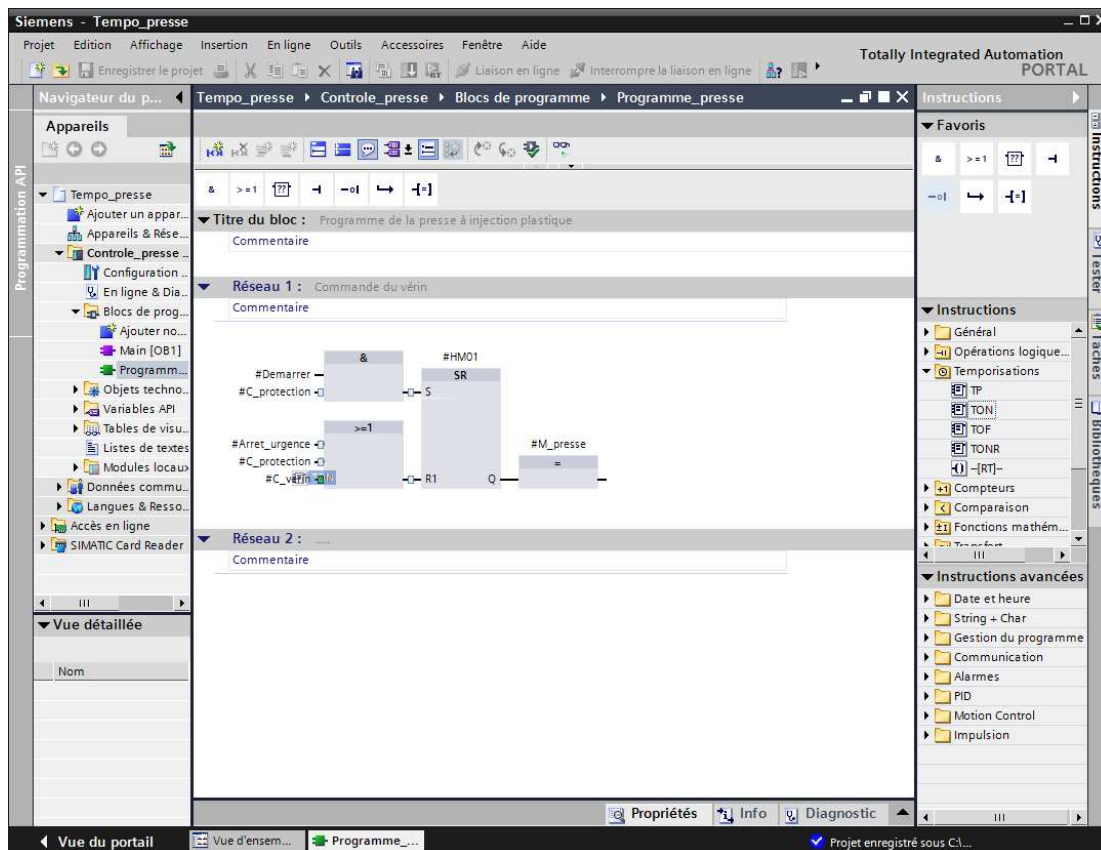 Siemens - Tempo_presse
Projet Edition Affichage Insertion En ligne Outils Accessoires Fenêtre Aide
Totally Integrated Automation
PORTAL
Enregistrer le projet
Liaison en ligne
Interrompre la liaison en ligne
Navigateur du p...
Tempo_presse
Controle_presse
Blocs de programme
Programme_presse
Instructions
Appareils
Programmation API
Tempo_presse
Ajouter un appar...
Appareils & Rése...
Controle_presse ..
Configuration ..
En ligne & Dia..
Blocs de prog...
Ajouter no...
Main [OB1]
Programm...
Objets techno..
Variables API
Tables de visu..
Listes de textes
Modules locaux
Données commu..
Langues & Resso..
Accès en ligne
SIMATIC Card Reader
Vue détaillée
Nom
& >=1 ??
Titre du bloc : Programme de la presse à injection plastique
Commentaire
Réseau 1 : Commande du vérin
Commentaire
&
#HM01
SR
#Demarrer
#C_protection
S
>=1
#Arret_urgence
#C_protection
#C_vérin
R1
Q
#M_presse
=
Réseau 2 : .....
Commentaire
Favoris
& >=1 ??
Instructions
Général
Opérations logique...
Temporisations
TP
TON
TOF
TONR
-[RT]-
Compteurs
Comparaison
Fonctions mathém...
Transfert
Instructions avancées
Date et heure
String + Char
Gestion du programme
Communication
Alarmes
PID
Motion Control
Impulsion
Instructions
Tester
Taches
Bibliothèques
Propriétés
Info
Diagnostic
Vue du portail
Vue d'ensem...
Programme_...
Projet enregistré sous C:\...